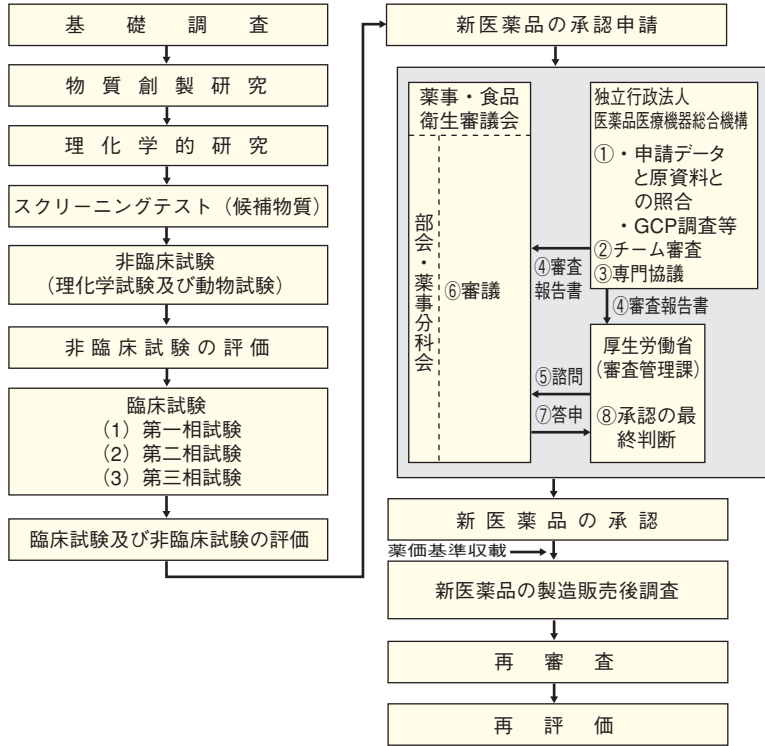 基礎調査
物質創製研究
理化学的研究
スクリーニングテスト（候補物質）
非臨床試験
（理化学試験及び動物試験）
非臨床試験の評価
臨床試験
（1）第一相試験
（2）第二相試験
（3）第三相試験
臨床試験及び非臨床試験の評価
新医薬品の承認申請
薬事・食品
衛生審議会
部会・薬事分科会
⑥審議
独立行政法人
医薬品医療機器総合機構
①・申請データ
と原資料と
の照合
・GCP調査等
②チーム審査
③専門協議
④審査
報告書
④審査報告書
厚生労働省
（審査管理課）
⑤諮問
⑦答申
⑧承認の最
終判断
新医薬品の承認
薬価基準収載
新医薬品の製造販売後調査
再審査
再評価